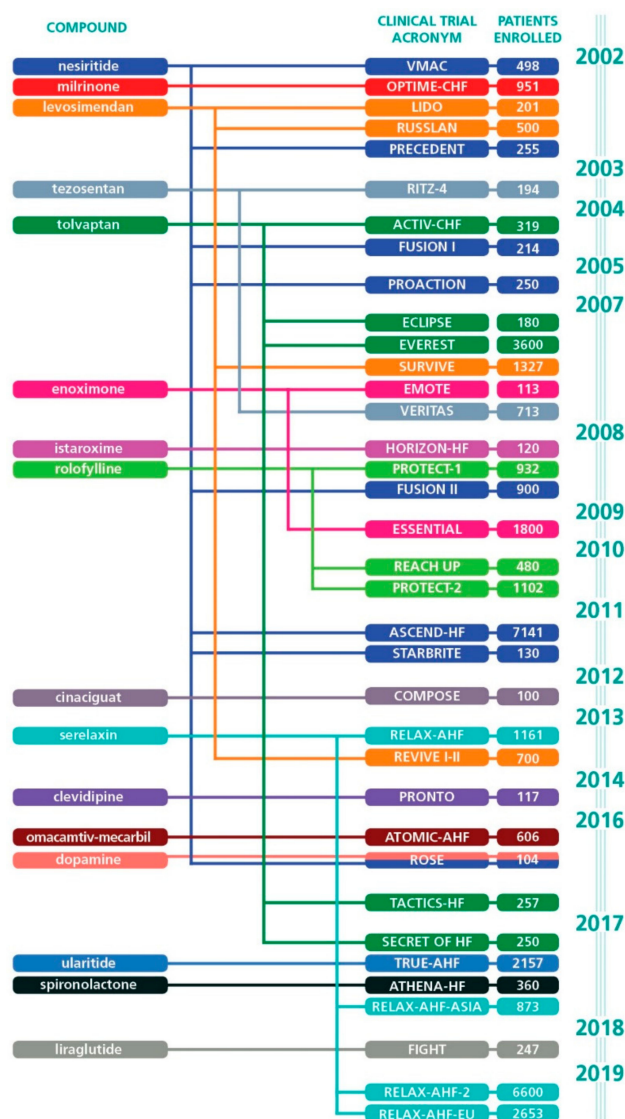 COMPOUND CLINICAL TRIAL ACRONYM PATIENTS ENROLLED
2002
nesiritide VMAC 498
milrinone OPTIME-CHF 951
levosimendan LIDO 201
RUSSLAN 500
PRECEDENT 255
2003
tezosentan RITZ-4 194
2004
tolvaptan ACTIV-CHF 319
FUSION I 214
2005
PROACTION 250
2007
ECLIPSE 180
EVEREST 3600
SURVIVE 1327
enoximone EMOTE 113
VERITAS 713
2008
istaroxime HORIZON-HF 120
rolofylline PROTECT-1 932
FUSION II 900
2009
ESSENTIAL 1800
2010
REACH UP 480
PROTECT-2 1102
2011
ASCEND-HF 7141
STARBRITE 130
2012
cinaciguat COMPOSE 100
2013
serelaxin RELAX-AHF 1161
REVIVE I-II 700
2014
clevidipine PRONTO 117
2016
omacamtiv-mecarbil ATOMIC-AHF 606
dopamine ROSE 104
TACTICS-HF 257
2017
SECRET OF HF 250
ularitide TRUE-AHF 2157
spironolactone ATHENA-HF 360
RELAX-AHF-ASIA 873
2018
liraglutide FIGHT 247
2019
RELAX-AHF-2 6600
RELAX-AHF-EU 2653